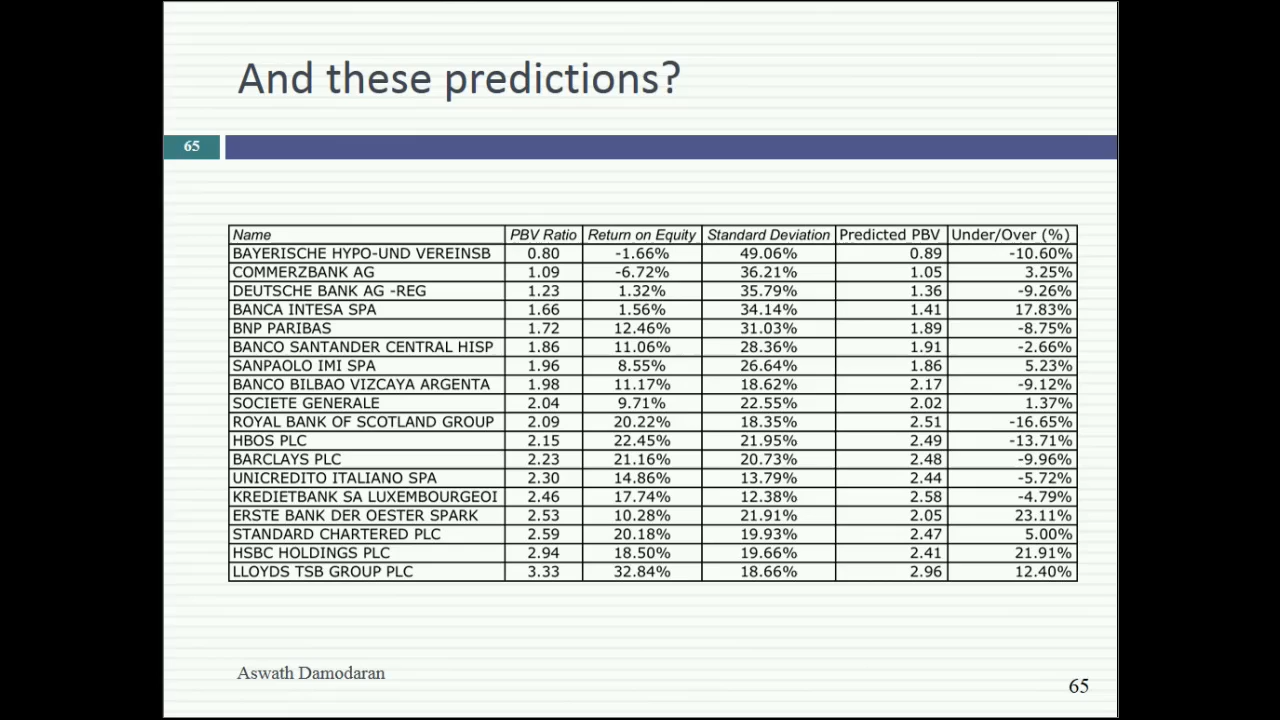 And these predictions?
65
Name PBV Ratio Return on Equity Standard Deviation Predicted PBV Under/Over (%)
BAYERISCHE HYPO-UND VEREINSB 0.80 -1.66% 49.06% 0.89 -10.60%
COMMERZBANK AG 1.09 -6.72% 36.21% 1.05 3.25%
DEUTSCHE BANK AG -REG 1.23 1.32% 35.79% 1.36 -9.26%
BANCA INTESA SPA 1.66 1.56% 34.14% 1.41 17.83%
BNP PARIBAS 1.72 12.46% 31.03% 1.89 -8.75%
BANCO SANTANDER CENTRAL HISP 1.86 11.06% 28.36% 1.91 -2.66%
SANPAOLO IMI SPA 1.96 8.55% 26.64% 1.86 5.23%
BANCO BILBAO VIZCAYA ARGENTA 1.98 11.17% 18.62% 2.17 -9.12%
SOCIETE GENERALE 2.04 9.71% 22.55% 2.02 1.37%
ROYAL BANK OF SCOTLAND GROUP 2.09 20.22% 18.35% 2.51 -16.65%
HBOS PLC 2.15 22.45% 21.95% 2.49 -13.71%
BARCLAYS PLC 2.23 21.16% 20.73% 2.48 -9.96%
UNICREDITO ITALIANO SPA 2.30 14.86% 13.79% 2.44 -5.72%
KREDIETBANK SA LUXEMBOURGEOI 2.46 17.74% 12.38% 2.58 -4.79%
ERSTE BANK DER OESTER SPARK 2.53 10.28% 21.91% 2.05 23.11%
STANDARD CHARTERED PLC 2.59 20.18% 19.93% 2.47 5.00%
HSBC HOLDINGS PLC 2.94 18.50% 19.66% 2.41 21.91%
LLOYDS TSB GROUP PLC 3.33 32.84% 18.66% 2.96 12.40%
Aswath Damodaran
65